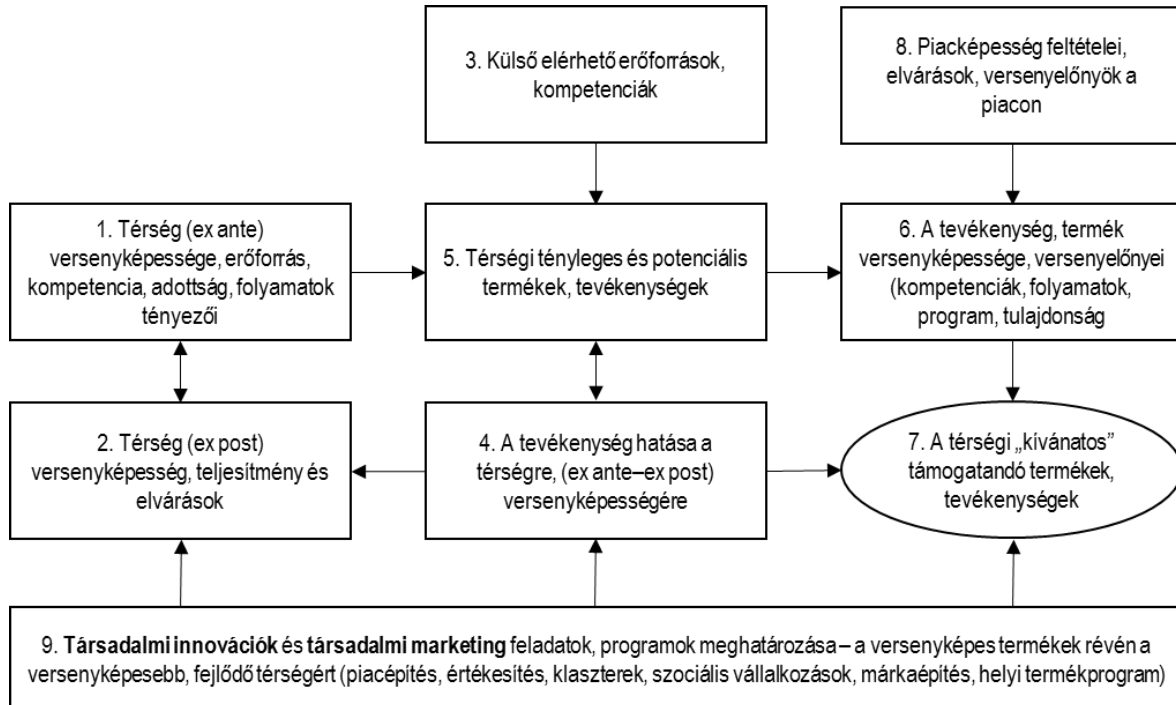 3. Külső elérhető erőforrások,
kompetenciák
8. Piacképesség feltételei,
elvárások, versenyelőnyök a
piacon
1. Térség (ex ante)
versenyképessége, erőforrás,
kompetencia, adottság, folyamatok
tényezői
5. Térségi tényleges és potenciális
termékek, tevékenységek
6. A tevékenység, termék
versenyképessége, versenyelőnyei
(kompetenciák, folyamatok,
program, tulajdonság
2. Térség (ex post)
versenyképesség, teljesítmény és
elvárások
4. A tevékenység hatása a
térségre, (ex ante–ex post)
versenyképességére
7. A térségi „kívánatos”
támogatandó termékek,
tevékenységek
9. Társadalmi innovációk és társadalmi marketing feladatok, programok meghatározása – a versenyképes termékek révén a
versenyképesebb, fejlődő térségért (piacépítés, értékesítés, klaszterek, szociális vállalkozások, márkaépítés, helyi termékprogram)